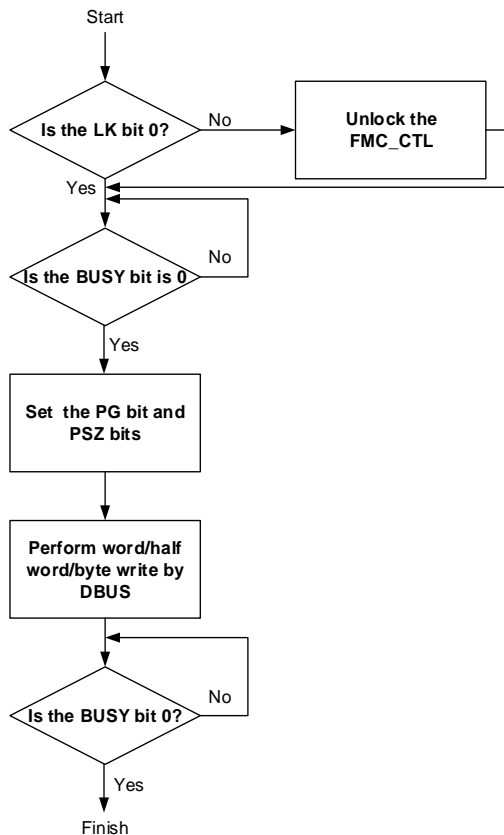 Start
Is the LK bit 0?
No
Unlock the
FMC_CTL
Yes
Is the BUSY bit is 0
No
Yes
Set the PG bit and
PSZ bits
Perform word/half
word/byte write by
DBUS
Is the BUSY bit 0?
No
Yes
Finish